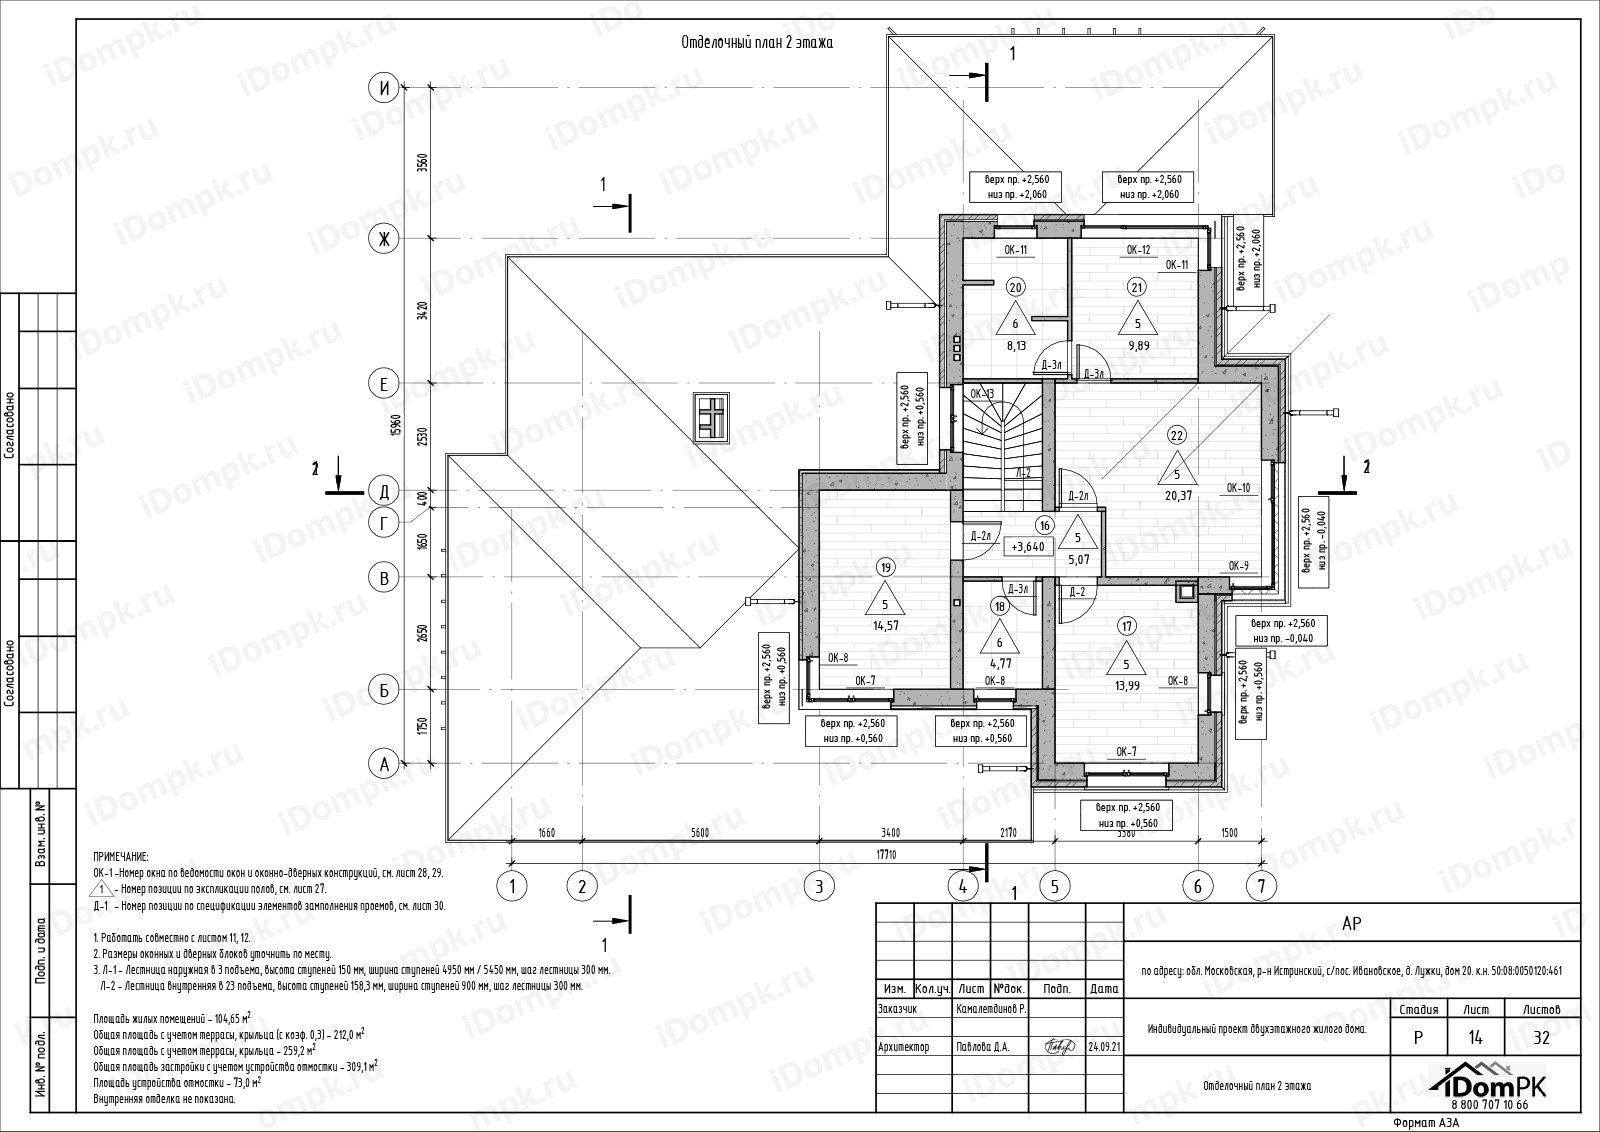 Отделочный план 2 этажа
1
И
Ж
Е
Д
Г
В
Б
А
3560
3420
2530
400
1650
2650
1750
15960
1
2
1
2
верх пр. +2,560
низ пр. +2,060
верх пр. +2,560
низ пр. +2,060
верх пр. +2,560
низ пр. +2,060
ОК-11
ОК-12
ОК-11
20
6
8,13
21
5
9,89
Д-3л
Д-3л
верх пр. +2,560
низ пр. +0,560
ОК-13
Л-2
22
5
20,37
ОК-10
Д-2л
верх пр. +2,560
низ пр. -0,040
16
5
5,07
+3,640
Д-2л
ОК-9
19
5
14,57
Д-3л
18
6
4,77
Д-2
17
5
13,99
верх пр. +2,560
низ пр. -0,040
верх пр. +2,560
низ пр. +0,560
ОК-8
ОК-7
ОК-8
ОК-8
верх пр. +2,560
низ пр. +0,560
верх пр. +2,560
низ пр. +0,560
верх пр. +2,560
низ пр. +0,560
ОК-7
верх пр. +2,560
низ пр. +0,560
1660
5600
3400
2170
3380
1500
17710
1
2
3
4
5
6
7
1
1
ПРИМЕЧАНИЕ:
ОК-1 -Номер окна по ведомости окон и оконно-дверных конструкций, см. лист 28, 29.
1 - Номер позиции по экспликации полов, см. лист 27.
Д-1 - Номер позиции по спецификации элементов замполнения проемов, см. лист 30.
1. Работать совместно с листом 11, 12.
2. Размеры оконных и дверных блоков уточнить по месту.
3. Л-1 - Лестница наружная в 3 подъема, высота ступеней 150 мм, ширина ступеней 4950 мм / 5450 мм, шаг лестницы 300 мм.
Л-2 - Лестница внутренняя в 23 подъема, высота ступеней 158,3 мм, ширина ступеней 900 мм, шаг лестницы 300 мм.
Площадь жилых помещений - 104,65 м²
Общая площадь с учетом террасы, крыльца (с коэф. 0,3) - 212,0 м²
Общая площадь с учетом террасы, крыльца - 259,2 м²
Общая площадь застройки с учетом устройства отмостки - 309,1 м²
Площадь устройства отмостки - 73,0 м²
Внутренняя отделка не показана.
Согласовано
Согласовано
Взам. инв. №
Подп. и дата
Инв. № подл.
АР
по адресу: обл. Московская, р-н Истринский, с/пос. Ивановское, д. Лужки, дом 20. к.н. 50:08:0050120:461
Изм. Кол.уч. Лист №док. Подп. Дата
Заказчик Камалетдинов Р.
Архитектор Павлова Д.А. 24.09.21
Индивидуальный проект двухэтажного жилого дома.
Стадия Лист Листов
Р 14 32
Отделочный план 2 этажа
iDomPK
8 800 707 10 66
Формат А3А
iDompk.ru